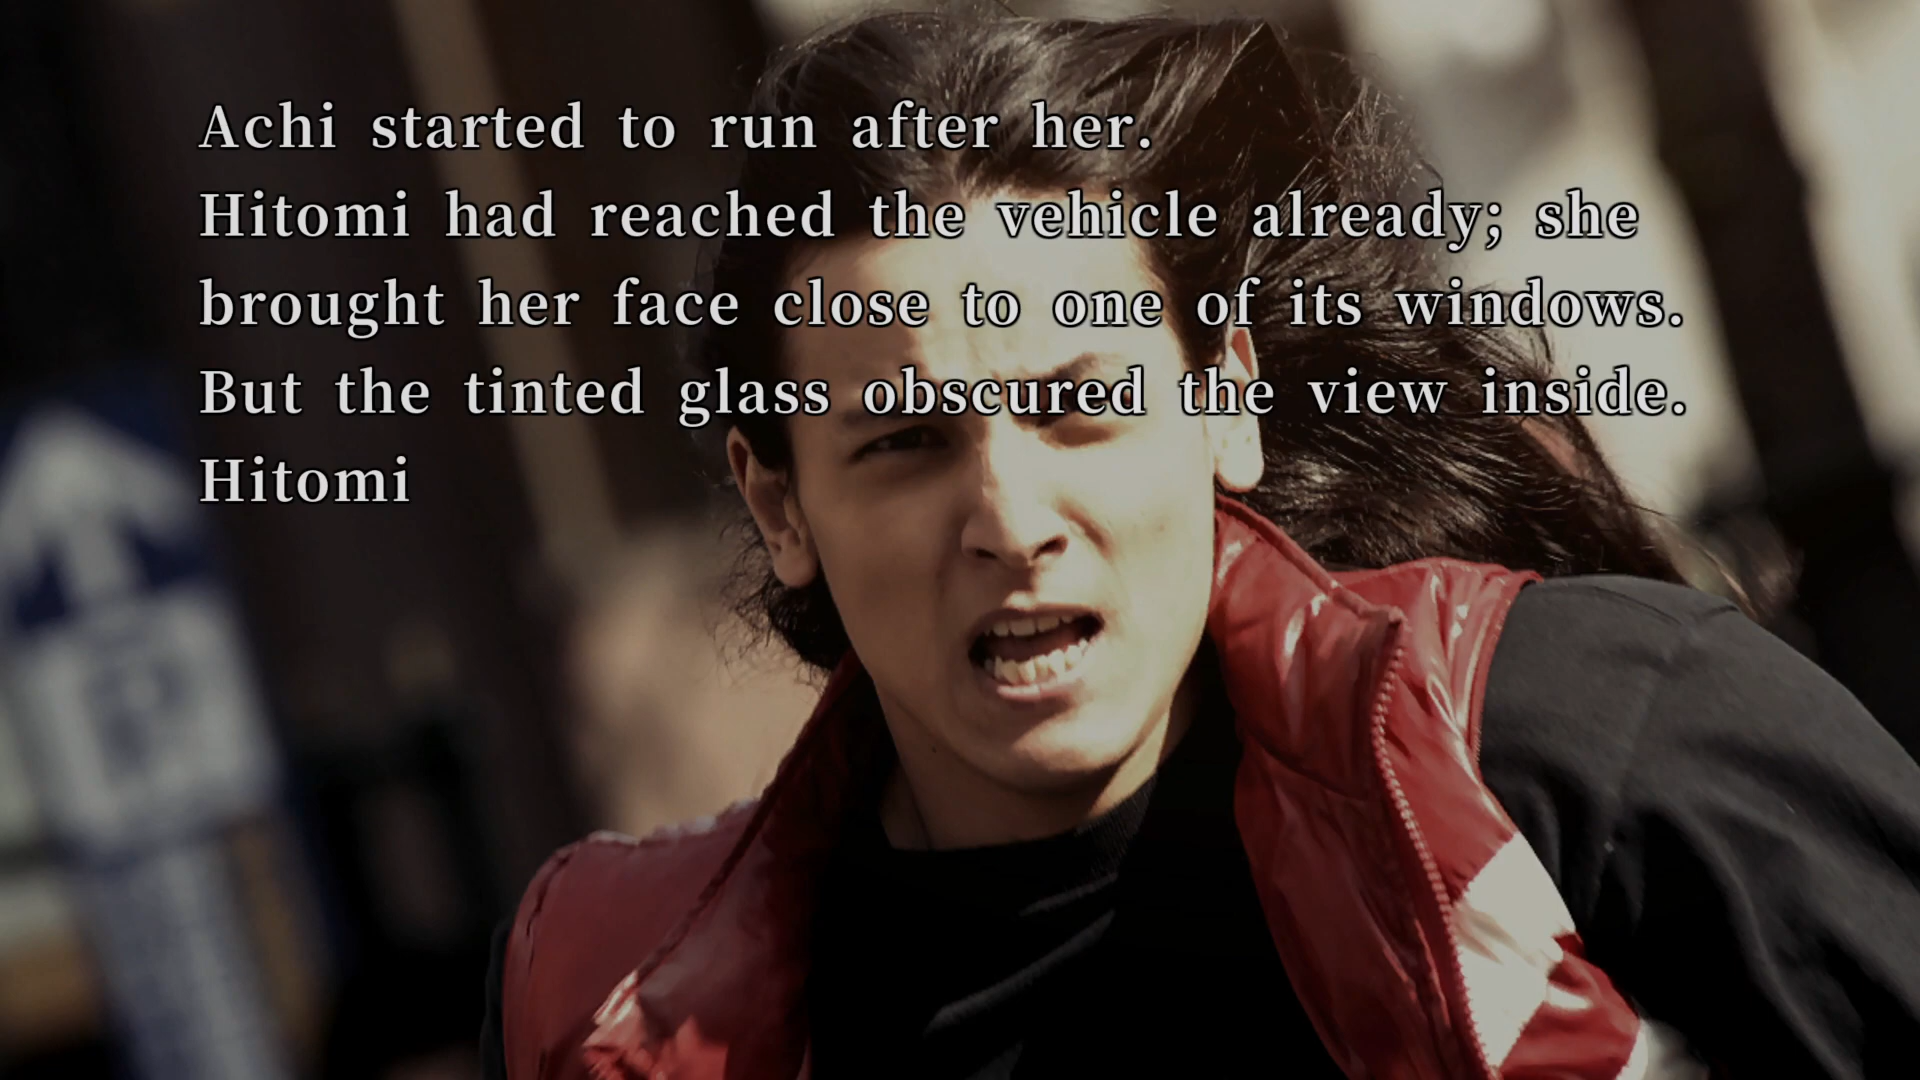 Achi started to run after her.
Hitomi had reached the vehicle already; she
brought her face close to one of its windows.
But the tinted glass obscured the view inside.
Hitomi